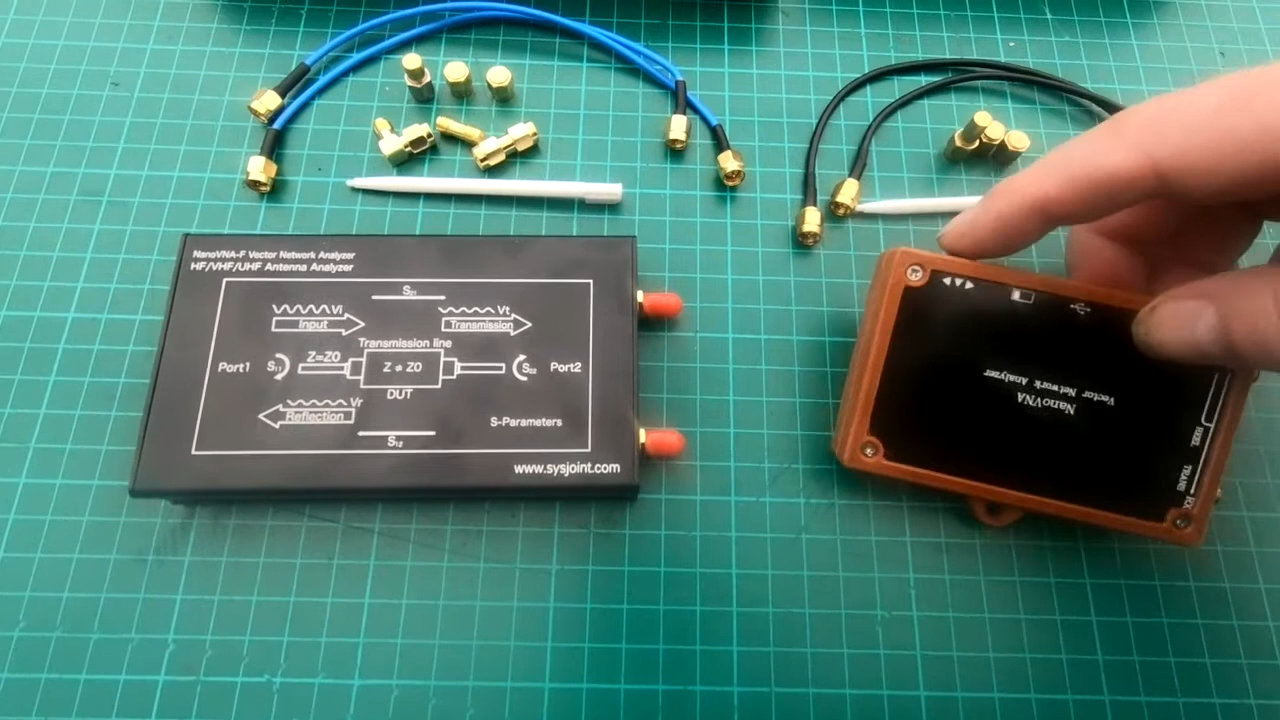 NanoVNA-F Vector Network Analyzer
HF/VHF/UHF Antenna Analyzer
S21
Vi
Vt
Input
Transmission
Transmission line
Port1
S11
Z=Z0
Z ≠ Z0
S22
Port2
DUT
Vr
Reflection
S-Parameters
S12
www.sysjoint.com
NanoVNA
Vector Network Analyzer
TRANS